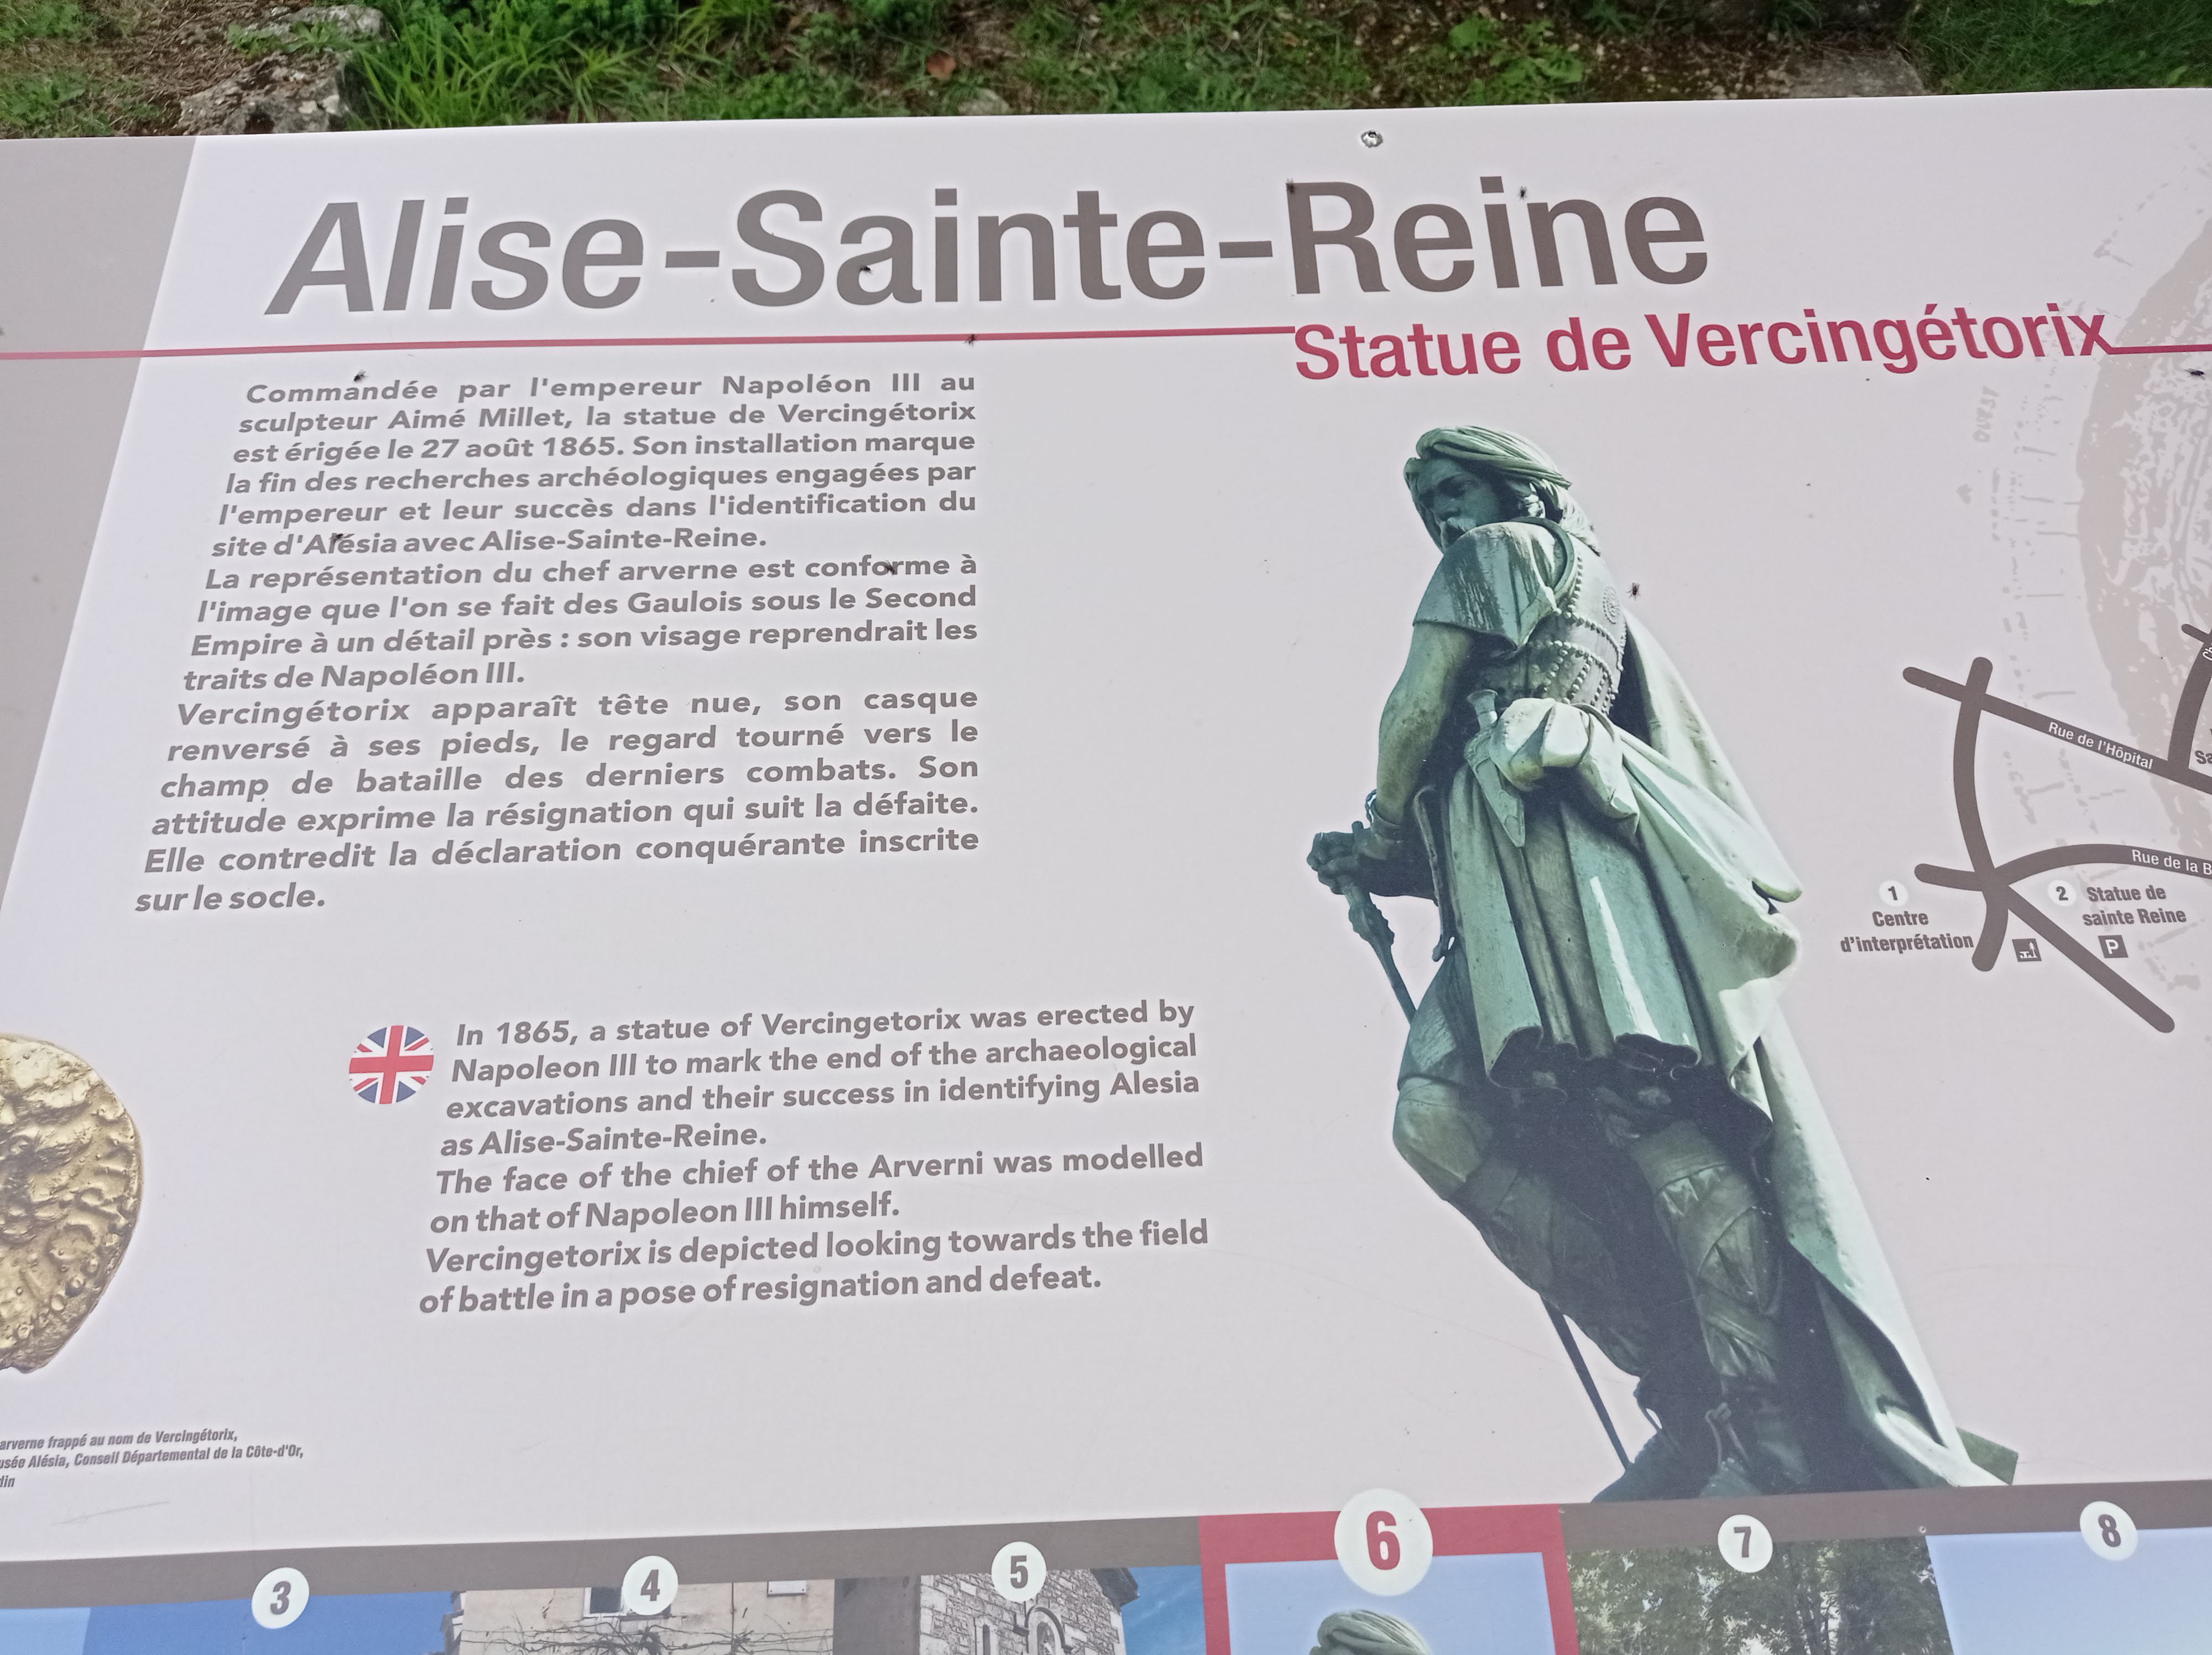 Alise-Sainte-Reine
Statue de Vercingétorix
Commandée par l'empereur Napoléon III au
sculpteur Aimé Millet, la statue de Vercingétorix
est érigée le 27 août 1865. Son installation marque
la fin des recherches archéologiques engagées par
l'empereur et leur succès dans l'identification du
site d'Alésia avec Alise-Sainte-Reine.
La représentation du chef arverne est conforme à
l'image que l'on se fait des Gaulois sous le Second
Empire à un détail près : son visage reprendrait les
traits de Napoléon III.
Vercingétorix apparaît tête nue, son casque
renversé à ses pieds, le regard tourné vers le
champ de bataille des derniers combats. Son
attitude exprime la résignation qui suit la défaite.
Elle contredit la déclaration conquérante inscrite
sur le socle.
In 1865, a statue of Vercingetorix was erected by
Napoleon III to mark the end of the archaeological
excavations and their success in identifying Alesia
as Alise-Sainte-Reine.
The face of the chief of the Arverni was modelled
on that of Napoleon III himself.
Vercingetorix is depicted looking towards the field
of battle in a pose of resignation and defeat.
OUEST
Rue de l'Hôpital
Rue de la
1
Centre
d'interprétation
2 Statue de
sainte Reine
P
arverne frappé au nom de Vercingétorix,
Alésia, Conseil Départemental de la Côte-d'Or,
3
4
5
6
7
8